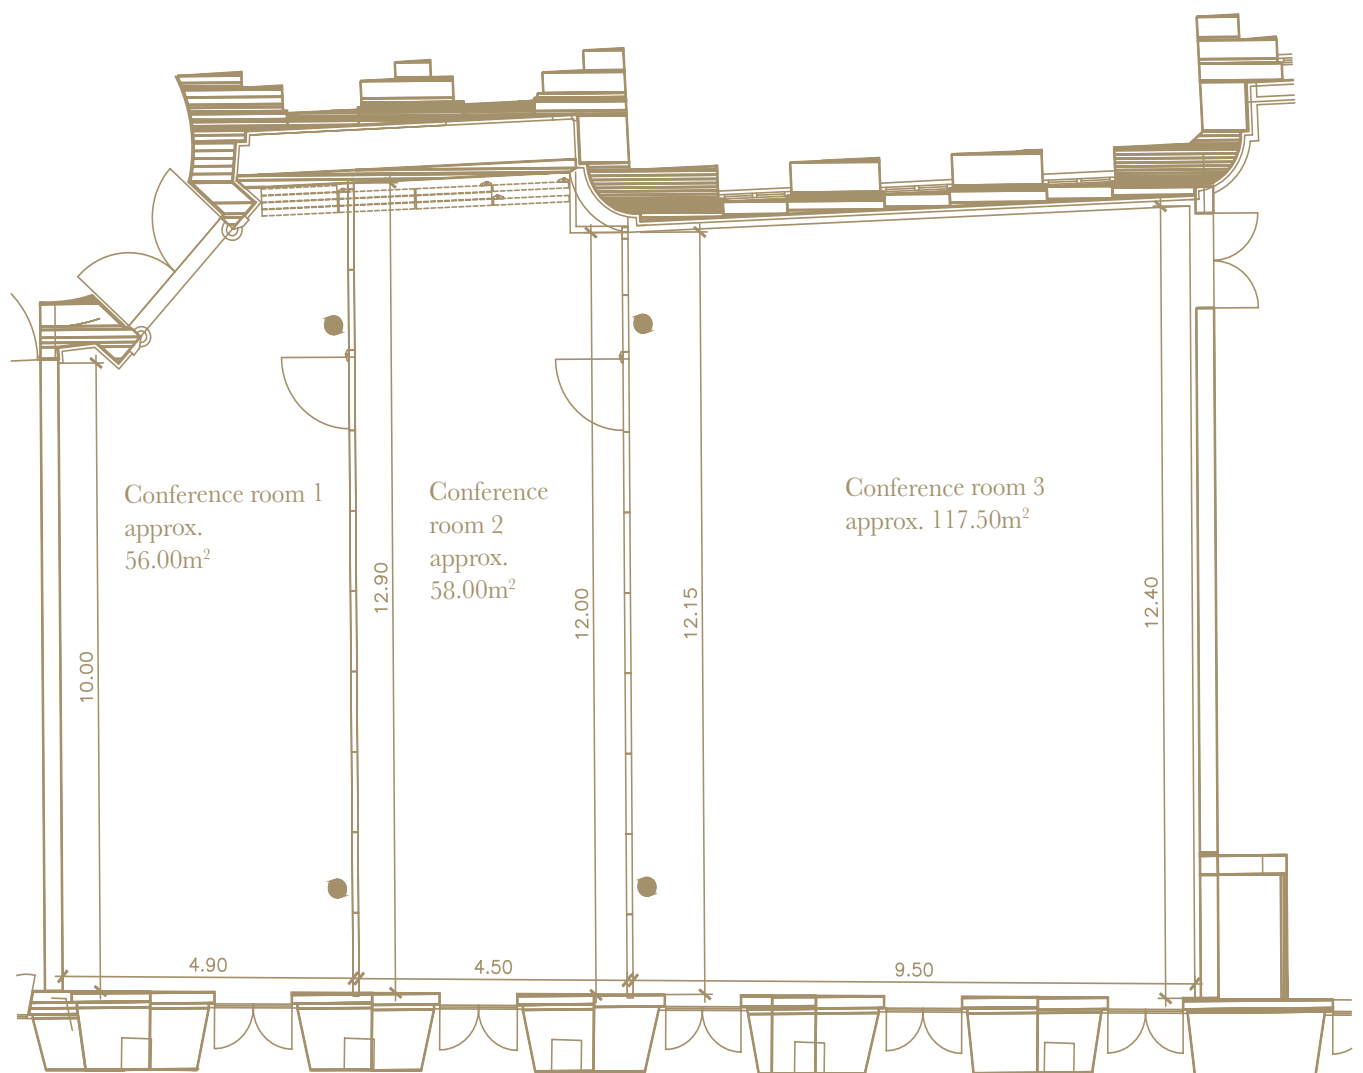 Conference room 1
approx.
56.00m²
Conference
room 2
approx.
58.00m²
Conference room 3
approx. 117.50m²
10.00
12.90
12.00
12.15
12.40
4.90
4.50
9.50